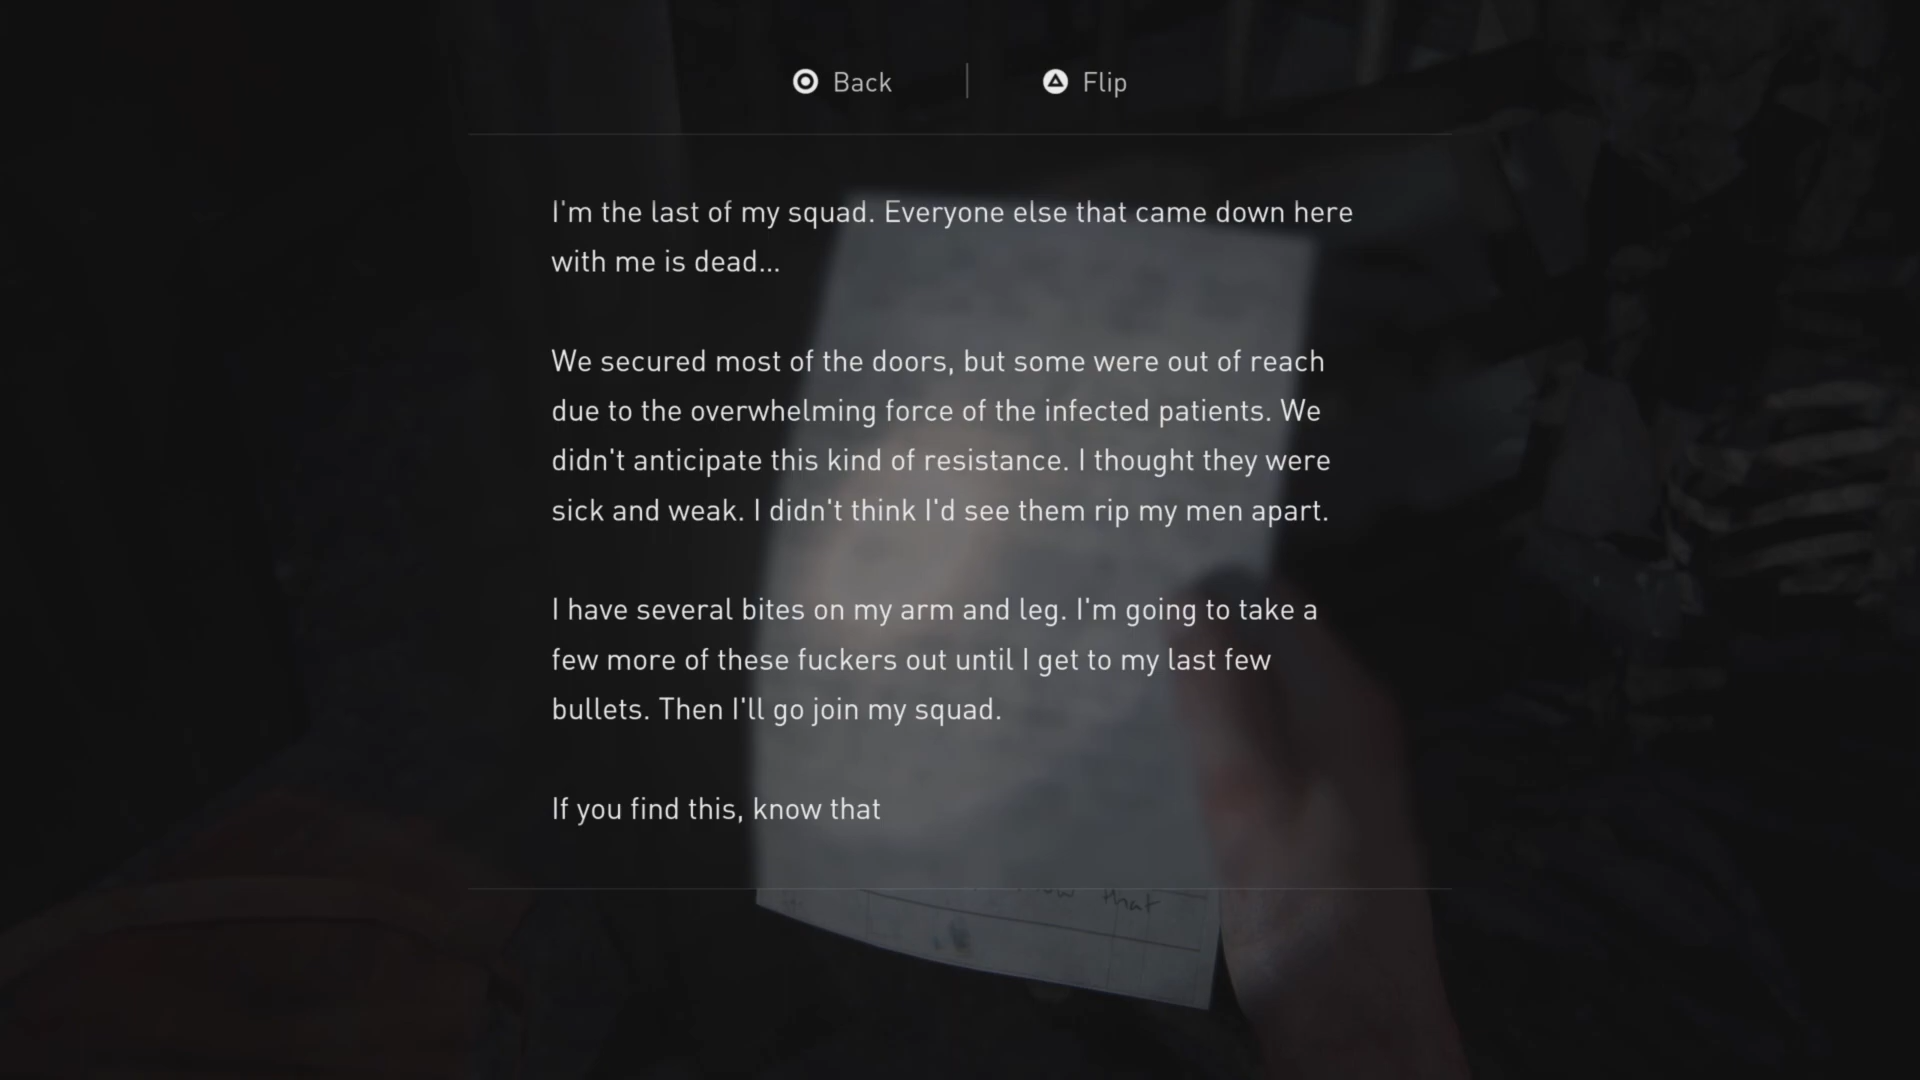 Back | Flip
I'm the last of my squad. Everyone else that came down here
with me is dead...
We secured most of the doors, but some were out of reach
due to the overwhelming force of the infected patients. We
didn't anticipate this kind of resistance. I thought they were
sick and weak. I didn't think I'd see them rip my men apart.
I have several bites on my arm and leg. I'm going to take a
few more of these fuckers out until I get to my last few
bullets. Then I'll go join my squad.
If you find this, know that
that